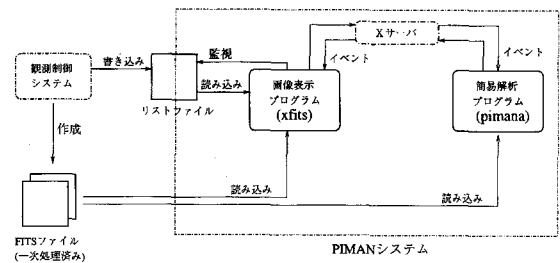 観測制御
システム
書き込み
作成
FITSファイル
(一次処理済み)
リストファイル
監視
読み込み
画像表示
プログラム
(xfits)
Xサーバ
イベント
イベント
簡易解析
プログラム
(pimana)
読み込み
読み込み
PIMANシステム